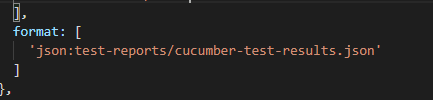 ],
format: [
'json:test-reports/cucumber-test-results.json'
]
},